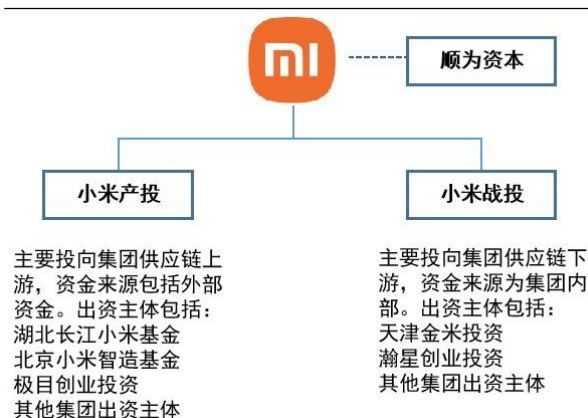 mi
顺为资本
小米产投
小米战投
主要投向集团供应链上
游，资金来源包括外部
资金。出资主体包括：
湖北长江小米基金
北京小米智造基金
极目创业投资
其他集团出资主体
主要投向集团供应链下
游，资金来源为集团内
部。出资主体包括：
天津金米投资
瀚星创业投资
其他集团出资主体